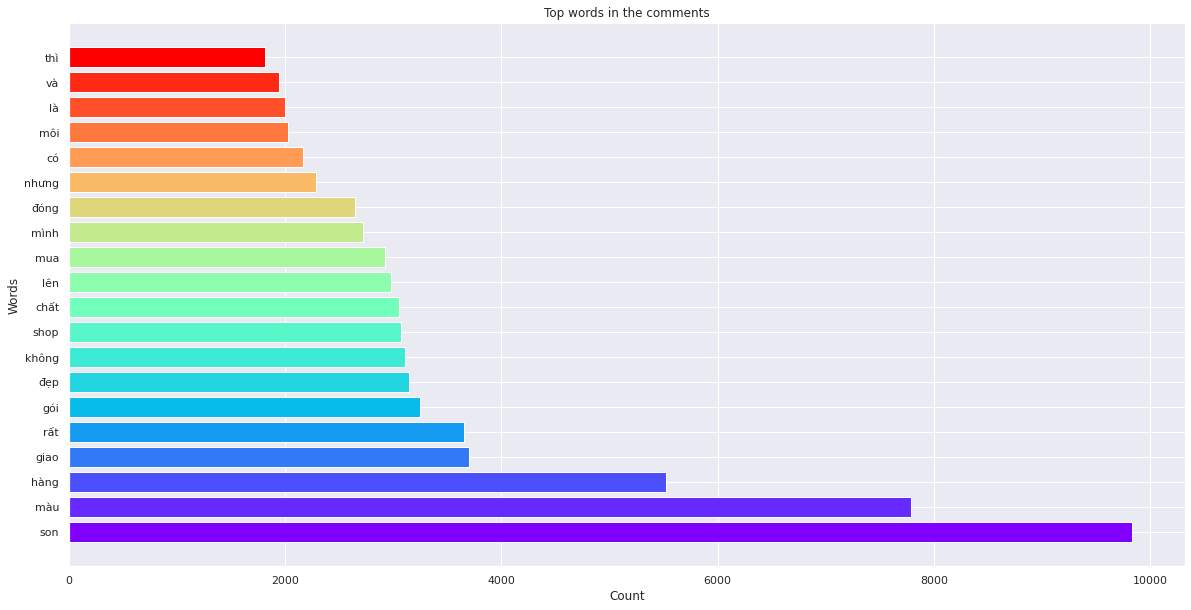 Top words in the comments
thì
và
là
môi
có
nhưng
đóng
mình
mua
lên
chất
shop
không
đẹp
gói
rất
giao
hàng
màu
son
Words
0 2000 4000 6000 8000 10000
Count